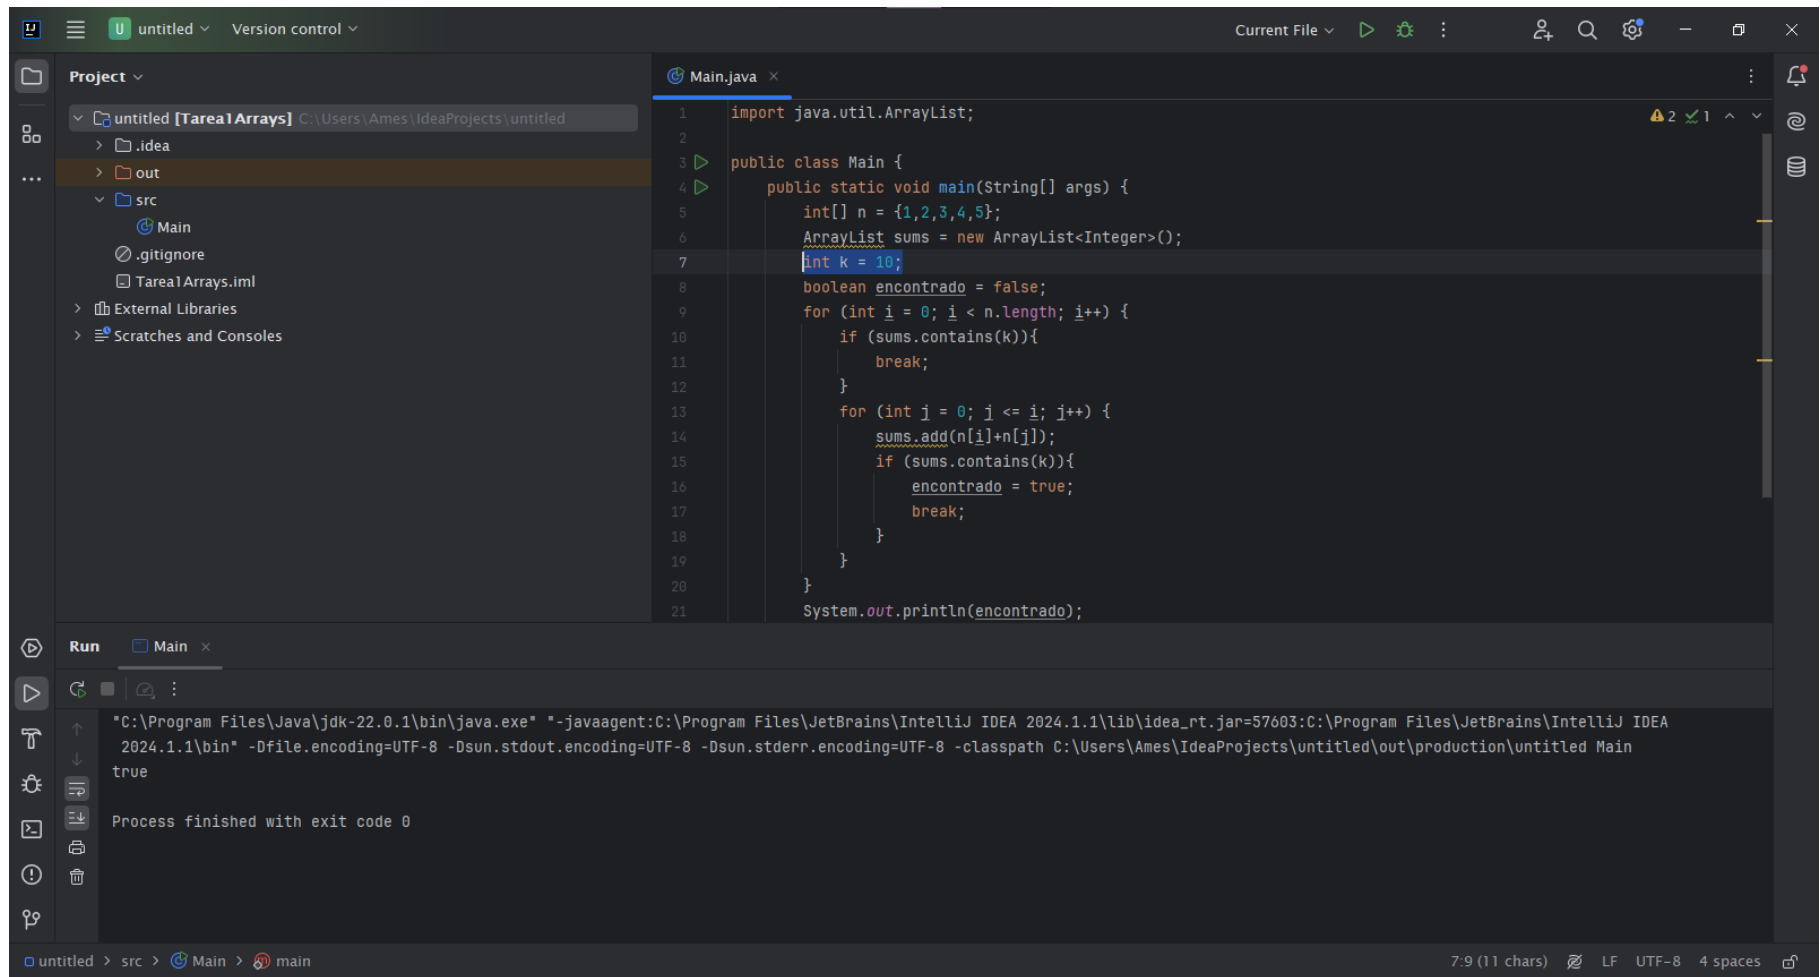 U untitled Version control Current File
Project
Main.java
untitled [Tarea1Arrays] C:\Users\Ames\IdeaProjects\untitled
.idea
out
src
Main
.gitignore
Tarea1Arrays.iml
External Libraries
Scratches and Consoles
2 1
1 import java.util.ArrayList;
2
3 public class Main {
4 public static void main(String[] args) {
5 int[] n = {1,2,3,4,5};
6 ArrayList sums = new ArrayList<Integer>();
7 int k = 10;
8 boolean encontrado = false;
9 for (int i = 0; i < n.length; i++) {
10 if (sums.contains(k)){
11 break;
12 }
13 for (int j = 0; j <= i; j++) {
14 sums.add(n[i]+n[j]);
15 if (sums.contains(k)){
16 encontrado = true;
17 break;
18 }
19 }
20 }
21 System.out.println(encontrado);
Run Main
"C:\Program Files\Java\jdk-22.0.1\bin\java.exe" "-javaagent:C:\Program Files\JetBrains\IntelliJ IDEA 2024.1.1\lib\idea_rt.jar=57603:C:\Program Files\JetBrains\IntelliJ IDEA
2024.1.1\bin" -Dfile.encoding=UTF-8 -Dsun.stdout.encoding=UTF-8 -Dsun.stderr.encoding=UTF-8 -classpath C:\Users\Ames\IdeaProjects\untitled\out\production\untitled Main
true
Process finished with exit code 0
untitled > src > Main > main 7:9 (11 chars) LF UTF-8 4 spaces